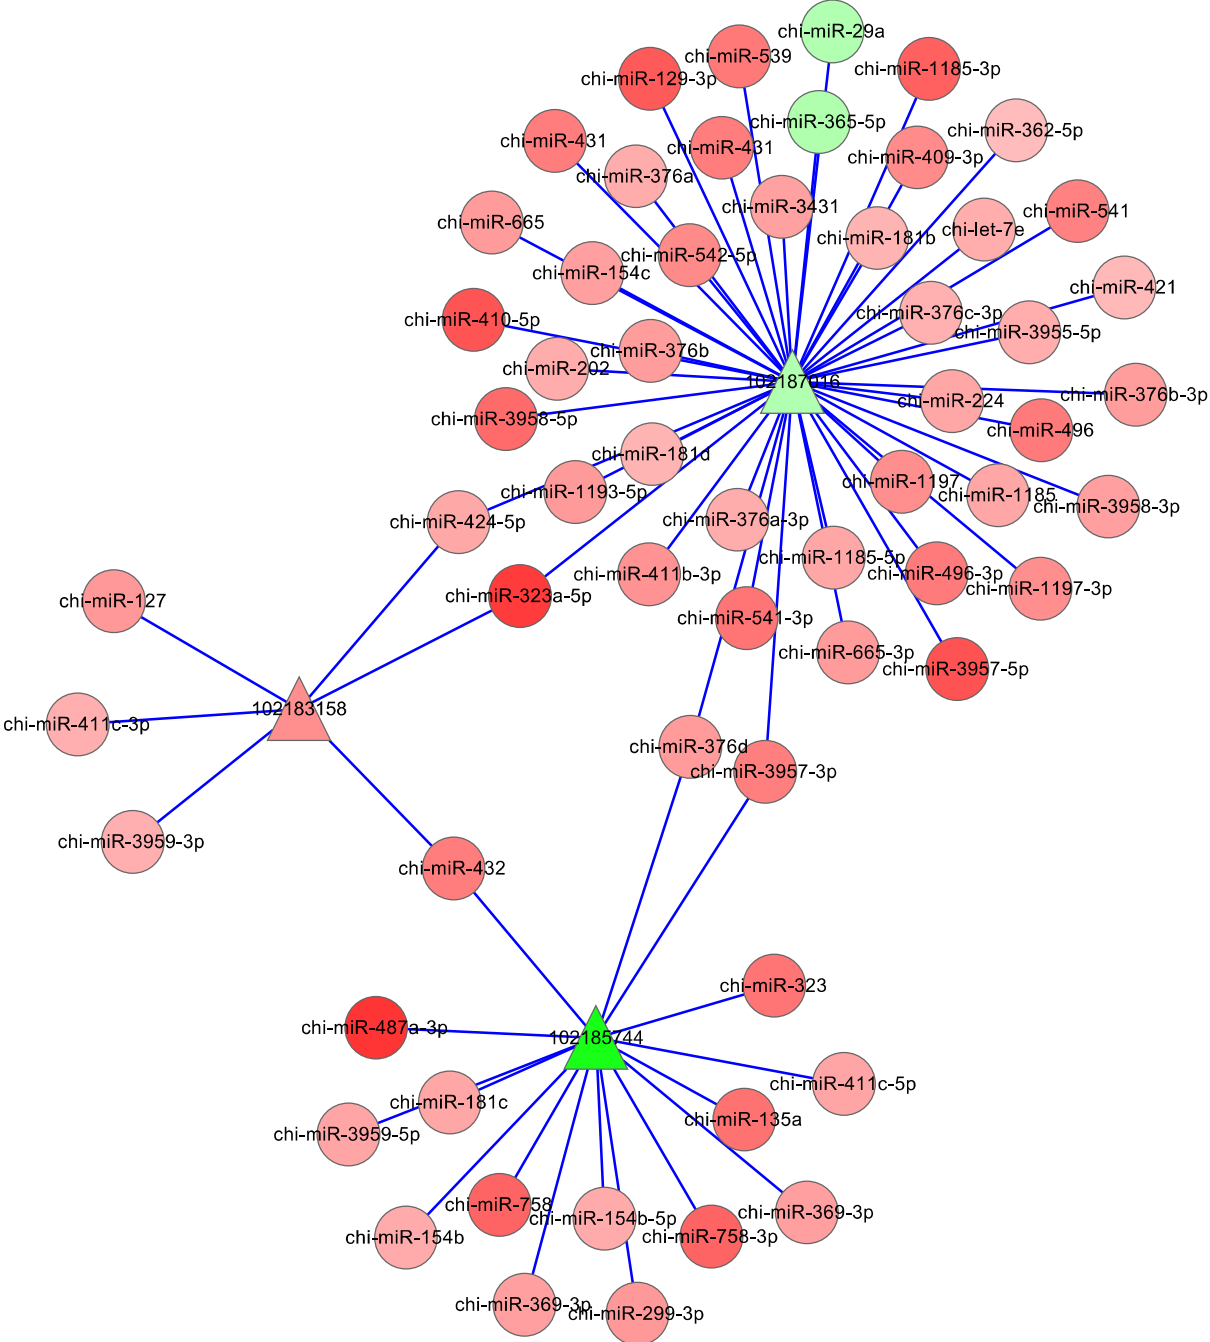 chi-miR-29a
chi-miR-539
chi-miR-1185-3p
chi-miR-129-3p
chi-miR-365-5p
chi-miR-362-5p
chi-miR-431
chi-miR-431
chi-miR-409-3p
chi-miR-376a
chi-miR-3431
chi-miR-541
chi-miR-665
chi-let-7e
chi-miR-181b
chi-miR-542-5p
chi-miR-154c
chi-miR-421
chi-miR-376c-3p
chi-miR-410-5p
chi-miR-3955-5p
chi-miR-376b
chi-miR-202
102187016
chi-miR-376b-3p
chi-miR-224
chi-miR-3958-5p
chi-miR-496
chi-miR-181d
chi-miR-1197
chi-miR-1193-5p
chi-miR-1185
chi-miR-3958-3p
chi-miR-424-5p
chi-miR-376a-3p
chi-miR-1185-5p
chi-miR-411b-3p
chi-miR-496-3p
chi-miR-1197-3p
chi-miR-323a-5p
chi-miR-127
chi-miR-541-3p
chi-miR-665-3p
chi-miR-3957-5p
102183158
chi-miR-411c-3p
chi-miR-376d
chi-miR-3957-3p
chi-miR-3959-3p
chi-miR-432
chi-miR-323
chi-miR-487a-3p
102185744
chi-miR-411c-5p
chi-miR-181c
chi-miR-135a
chi-miR-3959-5p
chi-miR-758
chi-miR-369-3p
chi-miR-154b-5p
chi-miR-758-3p
chi-miR-154b
chi-miR-369-3p
chi-miR-299-3p